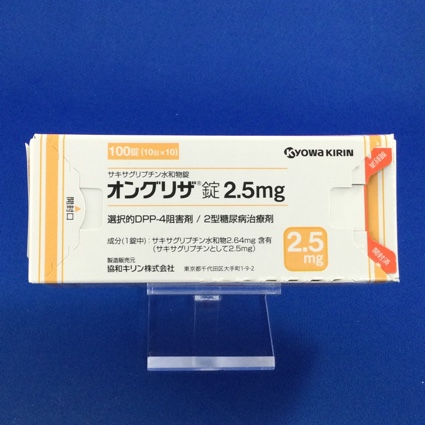 100錠 (10錠×10)
KYOWA KIRIN
サキサグリプチン水和物錠
オングリザ®錠 2.5mg
選択的DPP-4阻害剤 / 2型糖尿病治療剤
成分(1錠中):サキサグリプチン水和物2.64mg 含有
(サキサグリプチンとして2.5mg)
製造販売元
協和キリン株式会社 東京都千代田区大手町1-9-2
2.5
mg
開封口
開封済
開封済